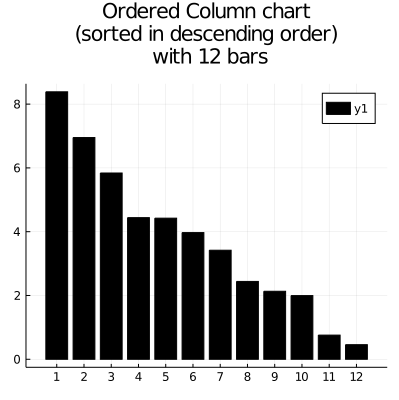 Ordered Column chart
(sorted in descending order)
with 12 bars
y1
8
6
4
2
0
1 2 3 4 5 6 7 8 9 10 11 12